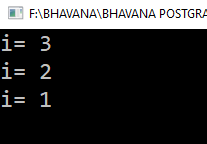 F:\BHAVANA\BHAVANA POSTGRA
i= 3
i= 2
i= 1